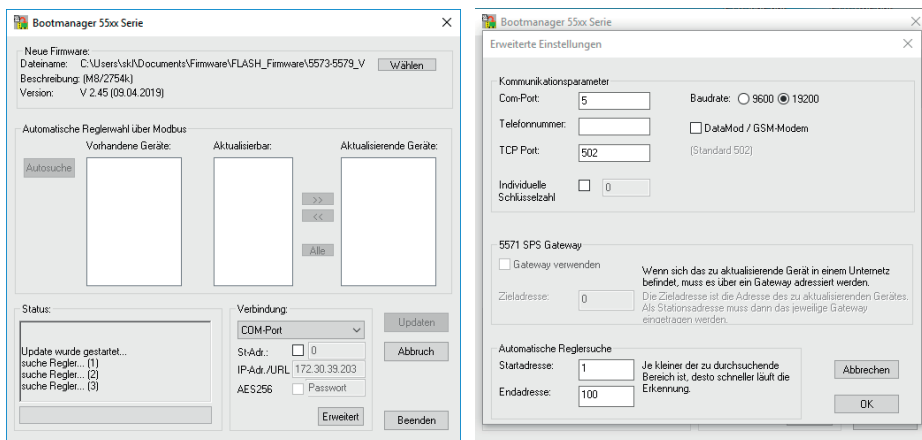 Bootmanager 55xx Serie
Neue Firmware:
Dateiname: C:\Users\skl\Documents\Firmware\FLASH_Firmware\5573-5579_V
Wählen
Beschreibung: (M8/2754k)
Version: V 2.45 (09.04.2019)
Automatische Reglerwahl über Modbus
Vorhandene Geräte:
Aktualisierbar:
Aktualisierende Geräte:
Autosuche
>>
<<
Alle
Status:
Update wurde gestartet...
suche Regler... (1)
suche Regler... (2)
suche Regler... (3)
Verbindung:
COM-Port
St-Adr.: 0
IP-Adr./URL 172.30.39.203
AES256 Passwort
Erweitert
Updaten
Abbruch
Beenden
Bootmanager 55xx Serie
Erweiterte Einstellungen
Kommunikationsparameter
Com-Port: 5
Baudrate: 9600 19200
Telefonnummer:
DataMod / GSM-Modem
TCP Port: 502
(Standard 502)
Individuelle
Schlüsselzahl
0
5571 SPS Gateway
Gateway verwenden
Zieladresse: 0
Wenn sich das zu aktualisierende Gerät in einem Unternetz
befindet, muss es über ein Gateway adressiert werden.
Die Zieladresse ist die Adresse des zu aktualisierenden Gerätes.
Als Stationsadresse muss dann das jeweilige Gateway
eingetragen werden.
Automatische Reglersuche
Startadresse: 1
Endadresse: 100
Je kleiner der zu durchsuchende
Bereich ist, desto schneller läuft die
Erkennung.
Abbrechen
OK